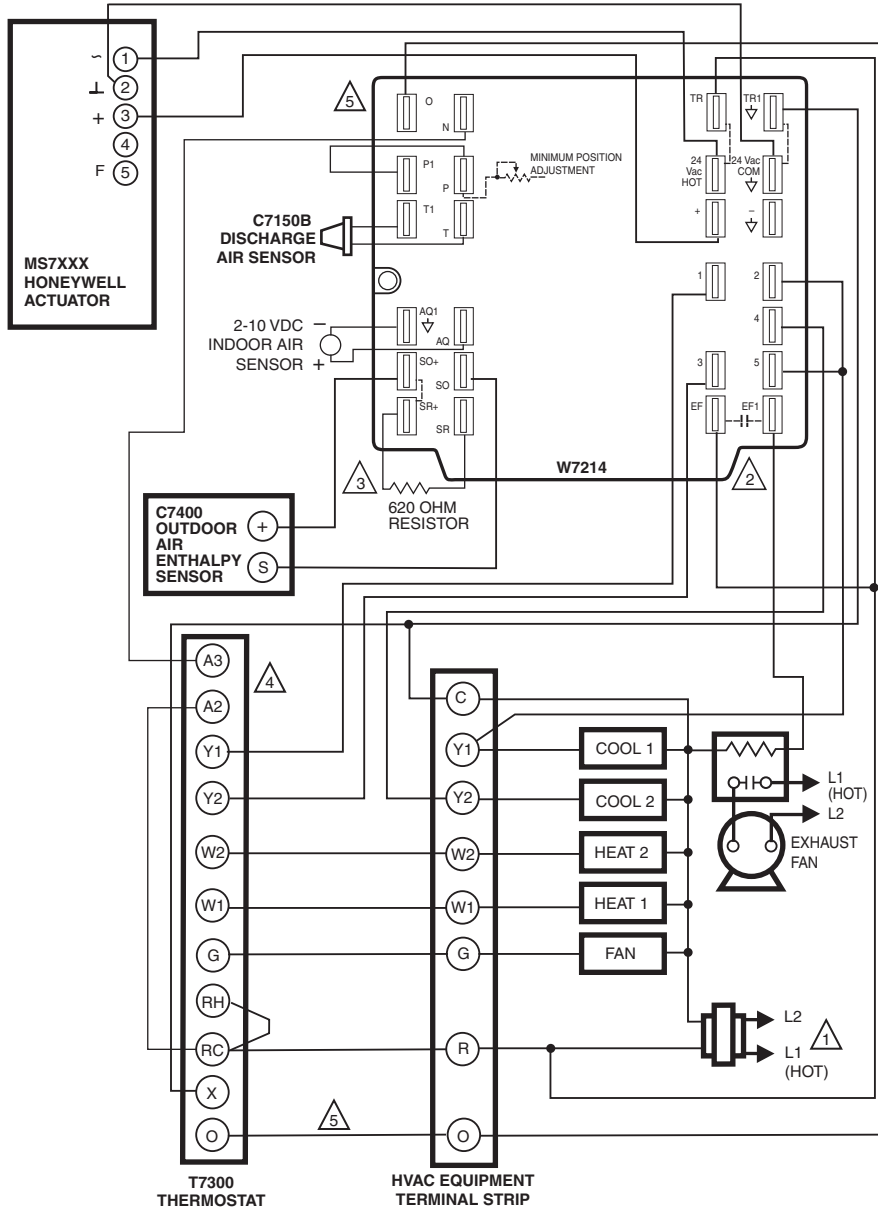 ~ 1
⊥ 2
+ 3
4
F 5
MS7XXX
HONEYWELL
ACTUATOR
5
O
N
P1
P
MINIMUM POSITION
ADJUSTMENT
T1
T
C7150B
DISCHARGE
AIR SENSOR
TR
TR1
24
Vac
HOT
24 Vac
COM
+
–
1
2
4
3
5
EF
EF1
2-10 VDC –
INDOOR AIR
SENSOR +
AQ1
AQ
SO+
SO
SR+
SR
W7214
3
2
620 OHM
RESISTOR
C7400
OUTDOOR
AIR
ENTHALPY
SENSOR
+
S
4
A3
A2
Y1
Y2
W2
W1
G
RH
RC
X
O
5
T7300
THERMOSTAT
C
Y1
Y2
W2
W1
G
R
O
HVAC EQUIPMENT
TERMINAL STRIP
COOL 1
COOL 2
HEAT 2
HEAT 1
FAN
L1
(HOT)
L2
EXHAUST
FAN
L2
L1
(HOT)
1